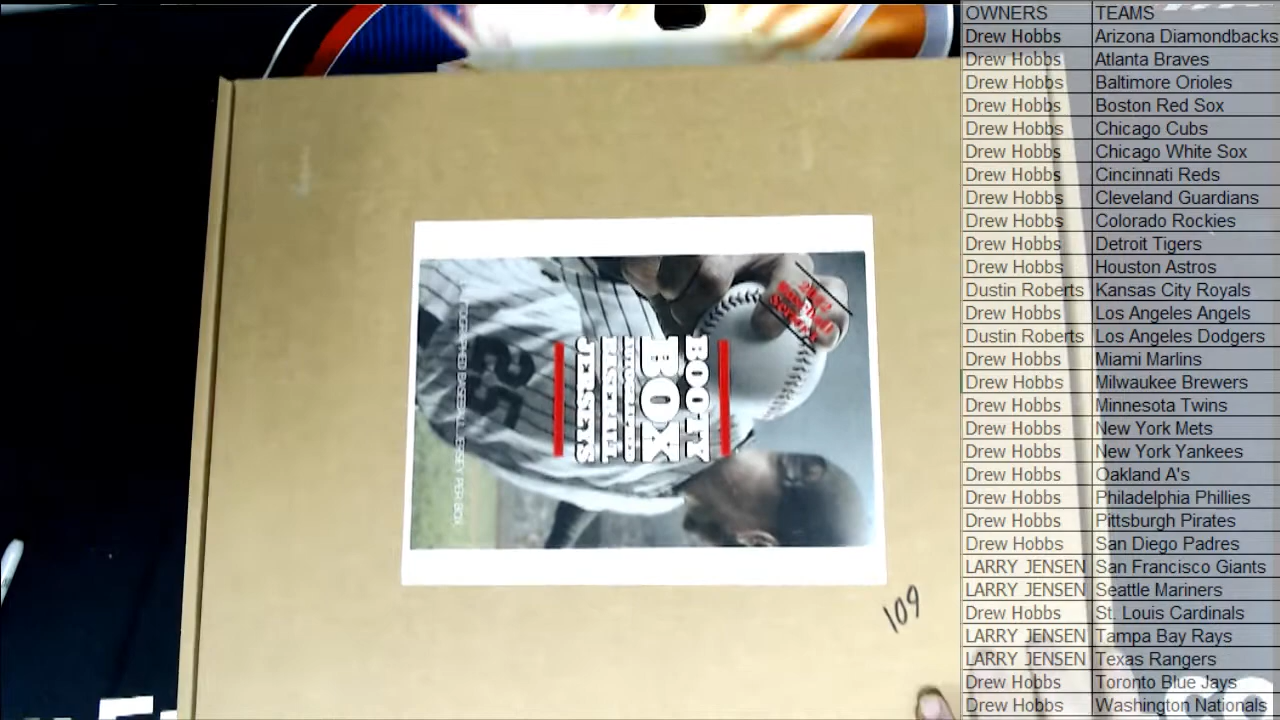 OWNERS TEAMS
Drew Hobbs Arizona Diamondbacks
Drew Hobbs Atlanta Braves
Drew Hobbs Baltimore Orioles
Drew Hobbs Boston Red Sox
Drew Hobbs Chicago Cubs
Drew Hobbs Chicago White Sox
Drew Hobbs Cincinnati Reds
Drew Hobbs Cleveland Guardians
Drew Hobbs Colorado Rockies
Drew Hobbs Detroit Tigers
Drew Hobbs Houston Astros
Dustin Roberts Kansas City Royals
Drew Hobbs Los Angeles Angels
Dustin Roberts Los Angeles Dodgers
Drew Hobbs Miami Marlins
Drew Hobbs Milwaukee Brewers
Drew Hobbs Minnesota Twins
Drew Hobbs New York Mets
Drew Hobbs New York Yankees
Drew Hobbs Oakland A's
Drew Hobbs Philadelphia Phillies
Drew Hobbs Pittsburgh Pirates
Drew Hobbs San Diego Padres
LARRY JENSEN San Francisco Giants
LARRY JENSEN Seattle Mariners
Drew Hobbs St. Louis Cardinals
LARRY JENSEN Tampa Bay Rays
LARRY JENSEN Texas Rangers
Drew Hobbs Toronto Blue Jays
Drew Hobbs Washington Nationals
BOOTY
BOX
AUTOGRAPHED
BASEBALL
JERSEYS
AUTOGRAPHED BASEBALL JERSEY PER BOX
25
109